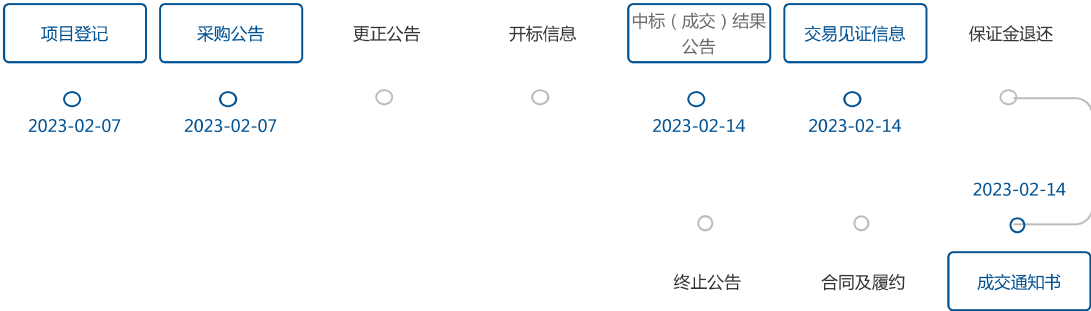 项目登记
采购公告
更正公告
开标信息
中标（成交）结果
公告
交易见证信息
保证金退还
2023-02-07
2023-02-07
2023-02-14
2023-02-14
2023-02-14
终止公告
合同及履约
成交通知书